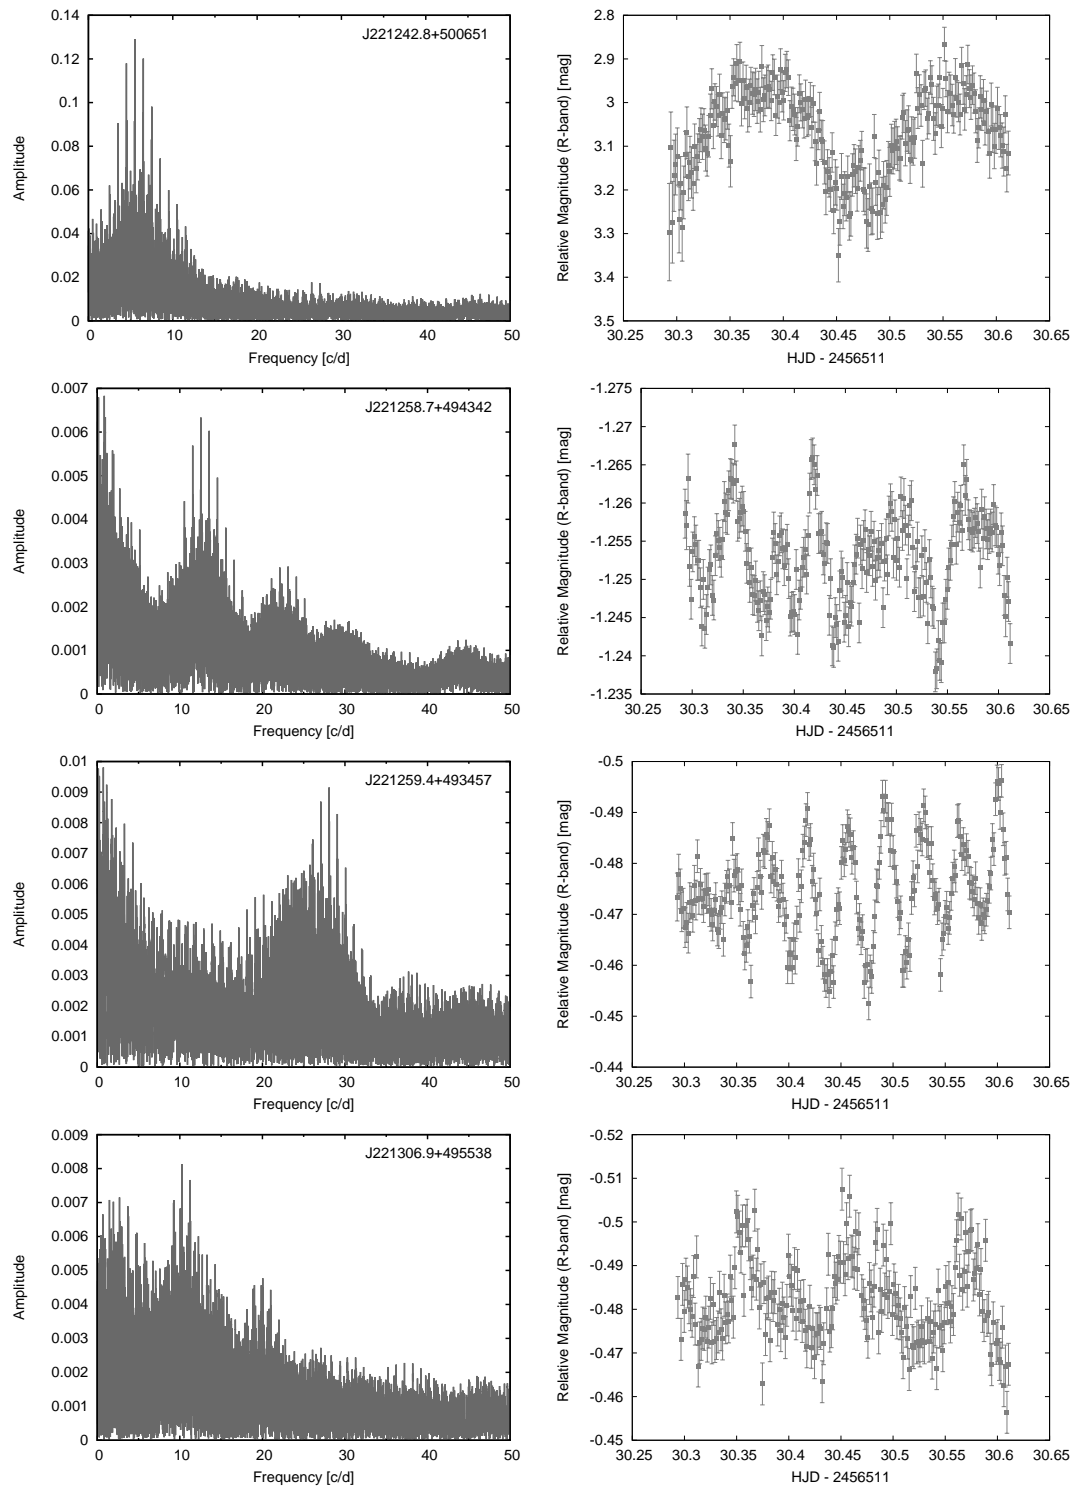 J221242.8+500651
Amplitude
0.14
0.12
0.1
0.08
0.06
0.04
0.02
0
0 10 20 30 40 50
Frequency [c/d]
Relative Magnitude (R-band) [mag]
2.8
2.9
3
3.1
3.2
3.3
3.4
3.5
30.25 30.3 30.35 30.4 30.45 30.5 30.55 30.6 30.65
HJD - 2456511
J221258.7+494342
Amplitude
0.007
0.006
0.005
0.004
0.003
0.002
0.001
0
0 10 20 30 40 50
Frequency [c/d]
Relative Magnitude (R-band) [mag]
-1.275
-1.27
-1.265
-1.26
-1.255
-1.25
-1.245
-1.24
-1.235
30.25 30.3 30.35 30.4 30.45 30.5 30.55 30.6 30.65
HJD - 2456511
J221259.4+493457
Amplitude
0.01
0.009
0.008
0.007
0.006
0.005
0.004
0.003
0.002
0.001
0
0 10 20 30 40 50
Frequency [c/d]
Relative Magnitude (R-band) [mag]
-0.5
-0.49
-0.48
-0.47
-0.46
-0.45
-0.44
30.25 30.3 30.35 30.4 30.45 30.5 30.55 30.6 30.65
HJD - 2456511
J221306.9+495538
Amplitude
0.009
0.008
0.007
0.006
0.005
0.004
0.003
0.002
0.001
0
0 10 20 30 40 50
Frequency [c/d]
Relative Magnitude (R-band) [mag]
-0.52
-0.51
-0.5
-0.49
-0.48
-0.47
-0.46
-0.45
30.25 30.3 30.35 30.4 30.45 30.5 30.55 30.6 30.65
HJD - 2456511